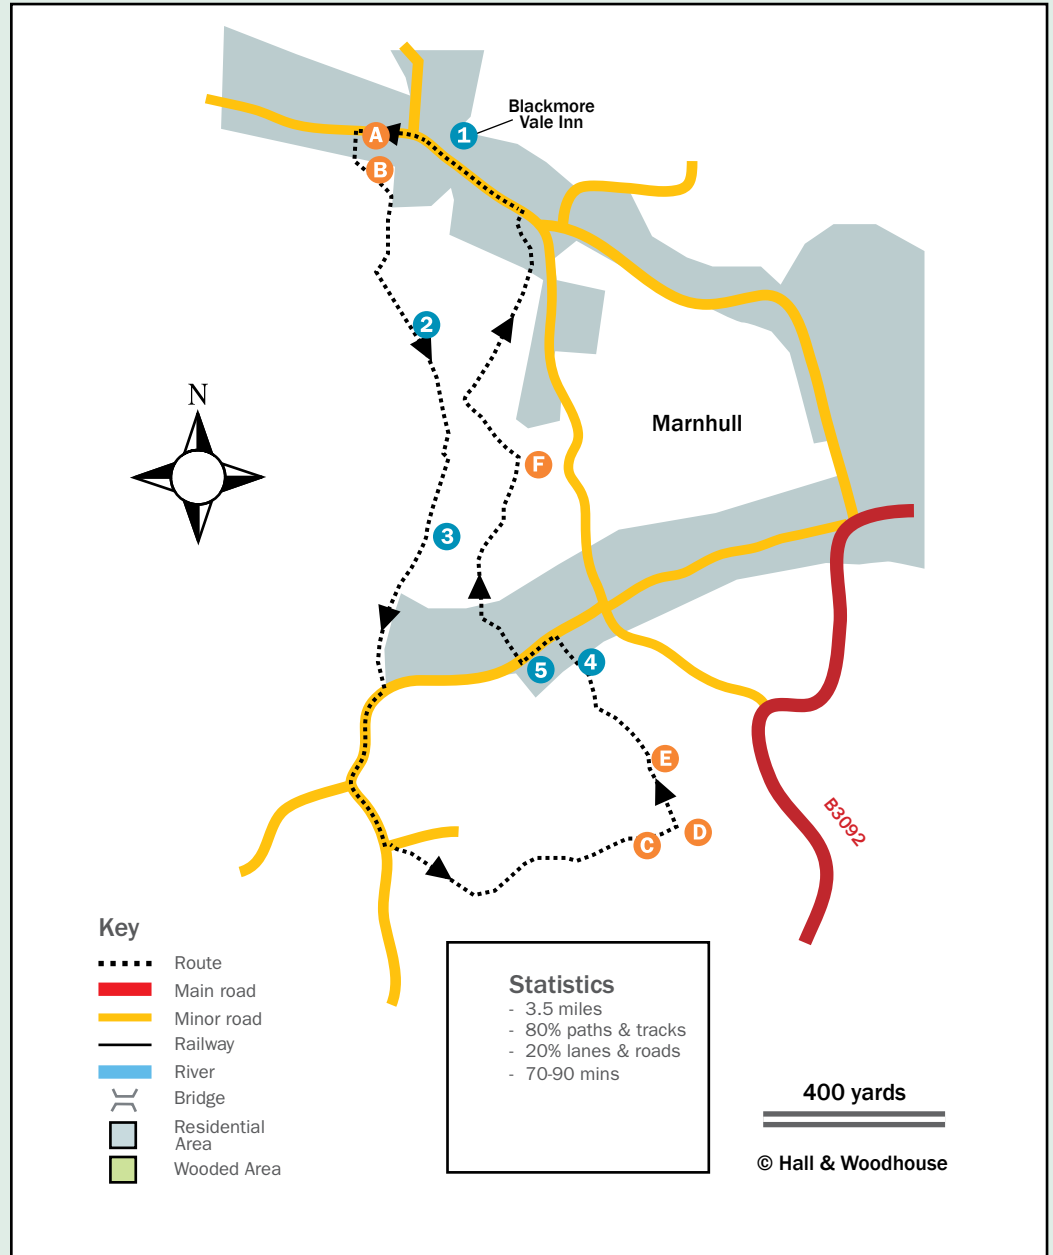 Blackmore
Vale Inn
1
A
B
N
2
Marnhull
F
3
5
4
E
D
C
B3092
Key
Route
Main road
Minor road
Railway
River
Bridge
Residential
Area
Wooded Area
Statistics
- 3.5 miles
- 80% paths & tracks
- 20% lanes & roads
- 70-90 mins
400 yards
© Hall & Woodhouse